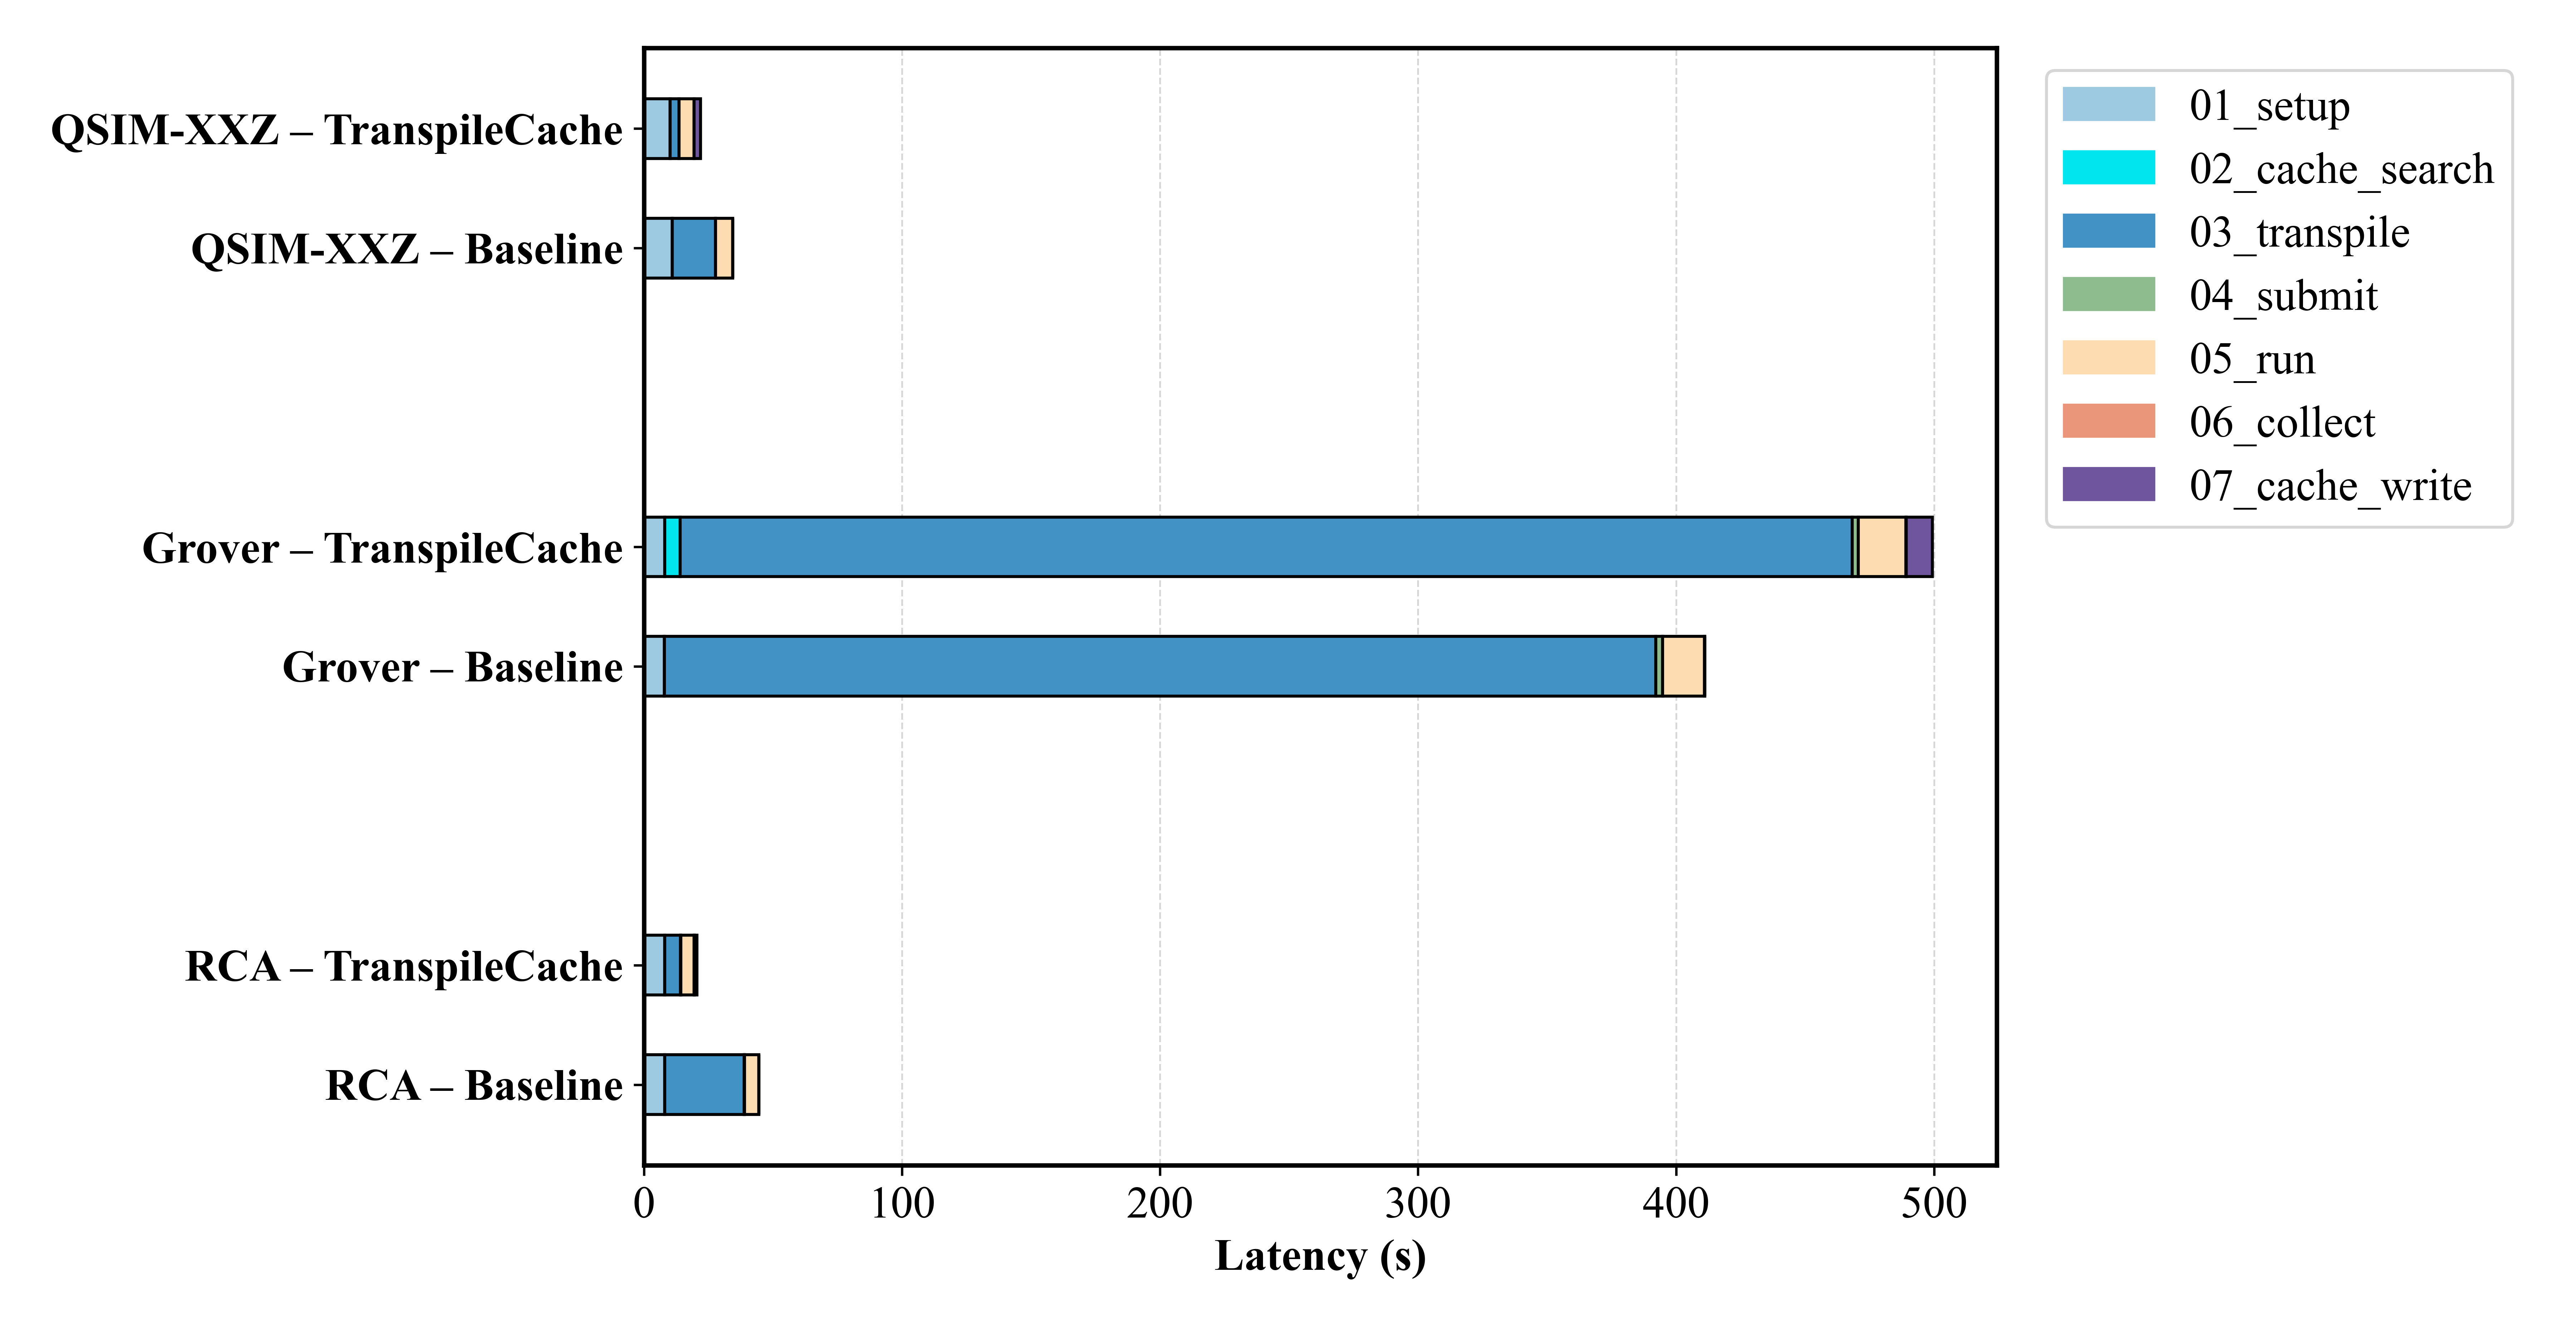 QSIM-XXZ – TranspileCache
QSIM-XXZ – Baseline
Grover – TranspileCache
Grover – Baseline
RCA – TranspileCache
RCA – Baseline
0 100 200 300 400 500
Latency (s)
01_setup
02_cache_search
03_transpile
04_submit
05_run
06_collect
07_cache_write